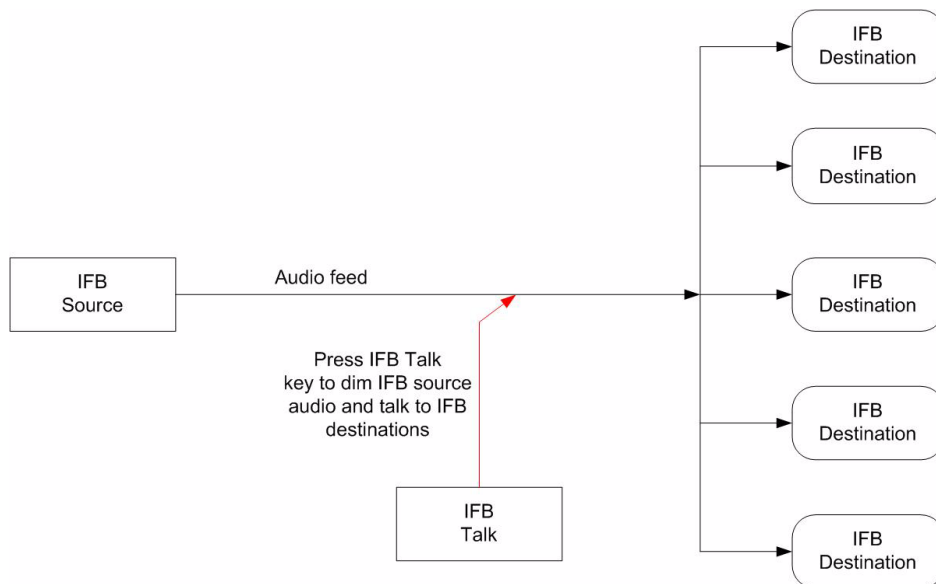 IFB
Destination
IFB
Destination
IFB
Source
Audio feed
IFB
Destination
Press IFB Talk
key to dim IFB source
audio and talk to IFB
destinations
IFB
Destination
IFB
Talk
IFB
Destination